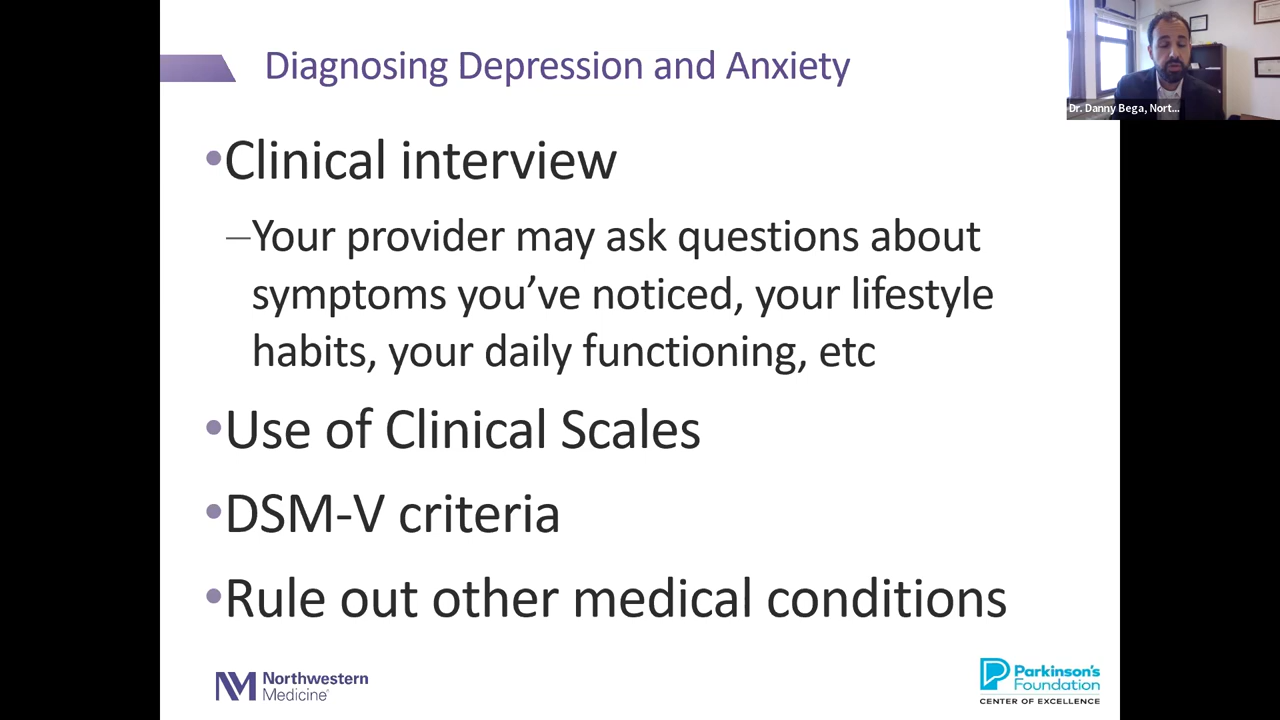 Diagnosing Depression and Anxiety
Dr. Danny Bega, Nort...
•Clinical interview
–Your provider may ask questions about
symptoms you've noticed, your lifestyle
habits, your daily functioning, etc
•Use of Clinical Scales
•DSM-V criteria
•Rule out other medical conditions
NM Northwestern
Medicine®
Parkinson's
Foundation
CENTER OF EXCELLENCE